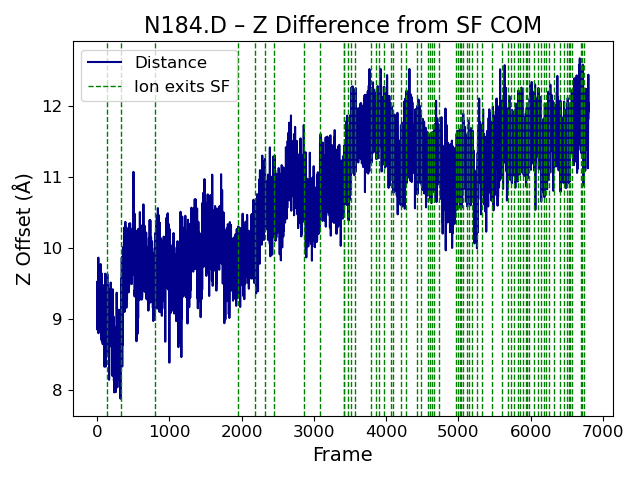 N184.D – Z Difference from SF COM
Distance
Ion exits SF
Z Offset (Å)
12
11
10
9
8
0 1000 2000 3000 4000 5000 6000 7000
Frame